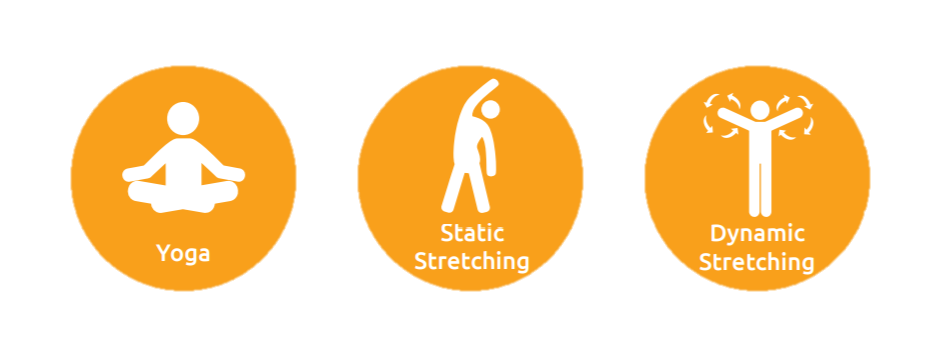 Yoga
Static
Stretching
Dynamic
Stretching